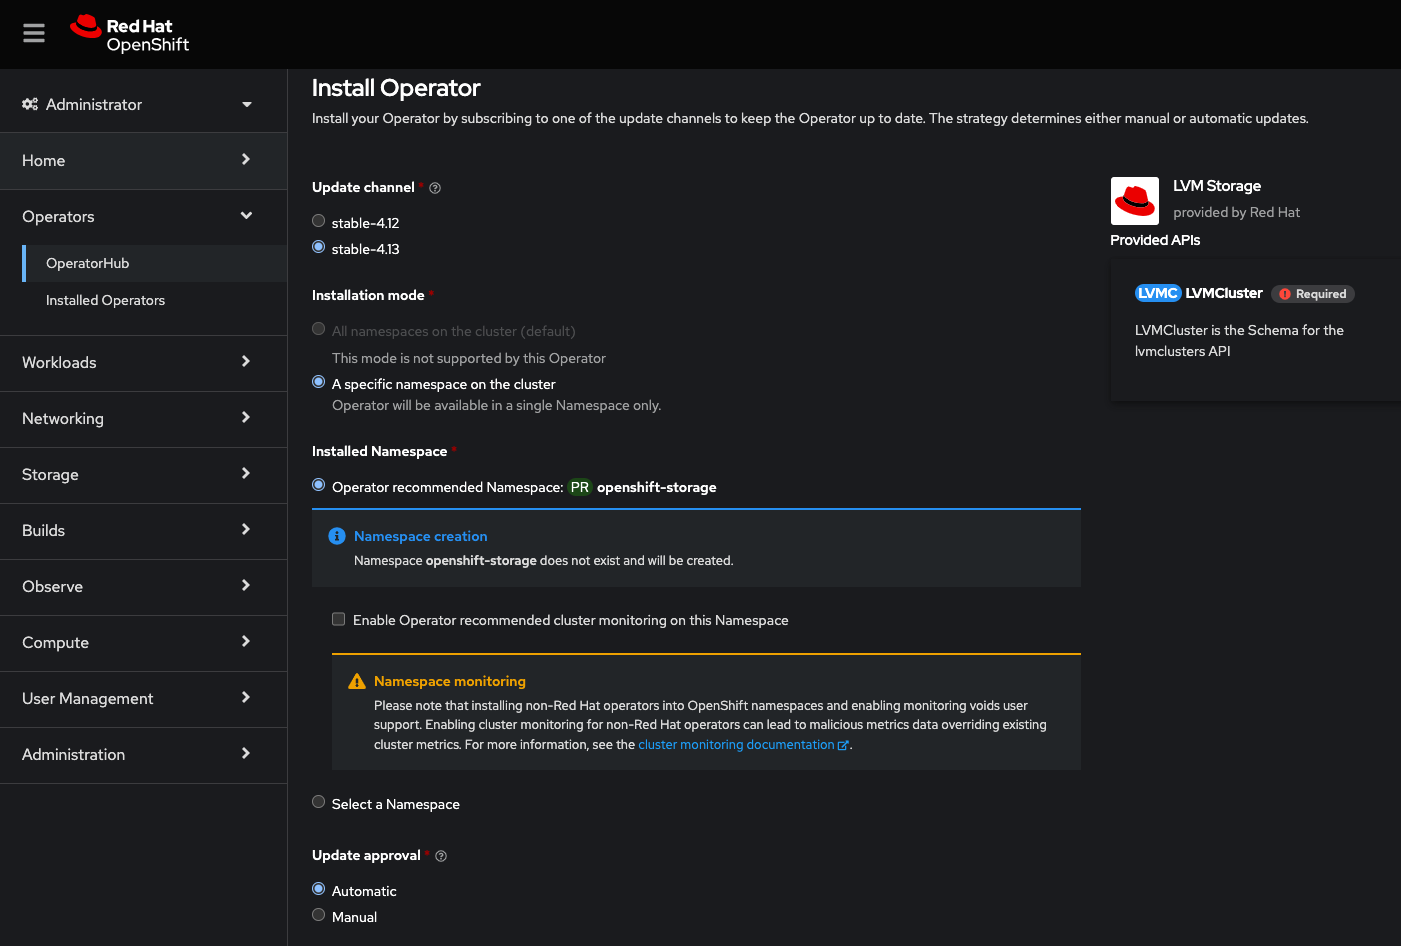 Red Hat
OpenShift
Administrator
Home
Operators
OperatorHub
Installed Operators
Workloads
Networking
Storage
Builds
Observe
Compute
User Management
Administration
Install Operator
Install your Operator by subscribing to one of the update channels to keep the Operator up to date. The strategy determines either manual or automatic updates.
Update channel *
stable-4.12
stable-4.13
Installation mode *
All namespaces on the cluster (default)
This mode is not supported by this Operator
A specific namespace on the cluster
Operator will be available in a single Namespace only.
Installed Namespace *
Operator recommended Namespace: PR openshift-storage
Namespace creation
Namespace openshift-storage does not exist and will be created.
Enable Operator recommended cluster monitoring on this Namespace
Namespace monitoring
Please note that installing non-Red Hat operators into OpenShift namespaces and enabling monitoring voids user
support. Enabling cluster monitoring for non-Red Hat operators can lead to malicious metrics data overriding existing
cluster metrics. For more information, see the cluster monitoring documentation.
Select a Namespace
Update approval *
Automatic
Manual
LVM Storage
provided by Red Hat
Provided APIs
LVMC LVMCluster Required
LVMCluster is the Schema for the
lvmclusters API